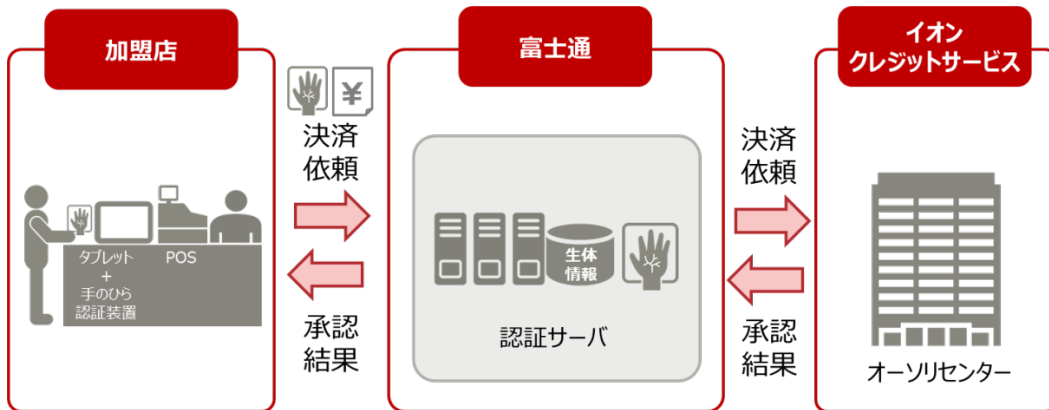 加盟店
タブレット
+
手のひら
認証装置
POS
¥
決済
依頼
承認
結果
富士通
生体
情報
認証サーバ
決済
依頼
承認
結果
イオン
クレジットサービス
オーソリセンター